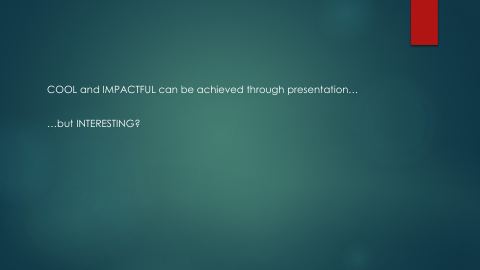 COOL and IMPACTFUL can be achieved through presentation…
…but INTERESTING?